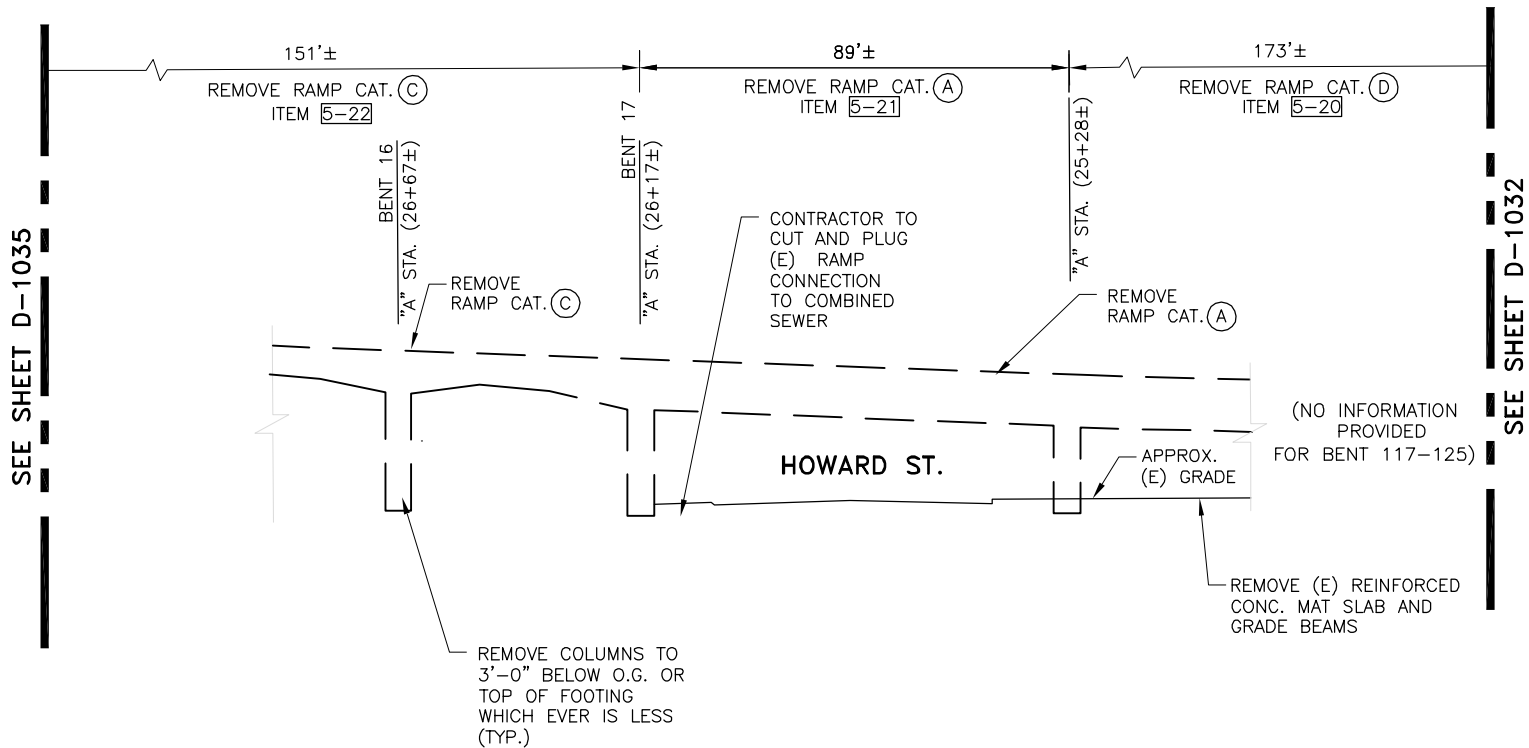 151'±
REMOVE RAMP CAT. C
ITEM 5-22
89'±
REMOVE RAMP CAT. A
ITEM 5-21
173'±
REMOVE RAMP CAT. D
ITEM 5-20
BENT 16
"A" STA. (26+67±)
BENT 17
"A" STA. (26+17±)
"A" STA. (25+28±)
SEE SHEET D-1035
SEE SHEET D-1032
CONTRACTOR TO
CUT AND PLUG
(E) RAMP
CONNECTION
TO COMBINED
SEWER
REMOVE
RAMP CAT. C
REMOVE
RAMP CAT. A
HOWARD ST.
(NO INFORMATION
PROVIDED
FOR BENT 117-125)
APPROX.
(E) GRADE
REMOVE (E) REINFORCED
CONC. MAT SLAB AND
GRADE BEAMS
REMOVE COLUMNS TO
3'-0" BELOW O.G. OR
TOP OF FOOTING
WHICH EVER IS LESS
(TYP.)